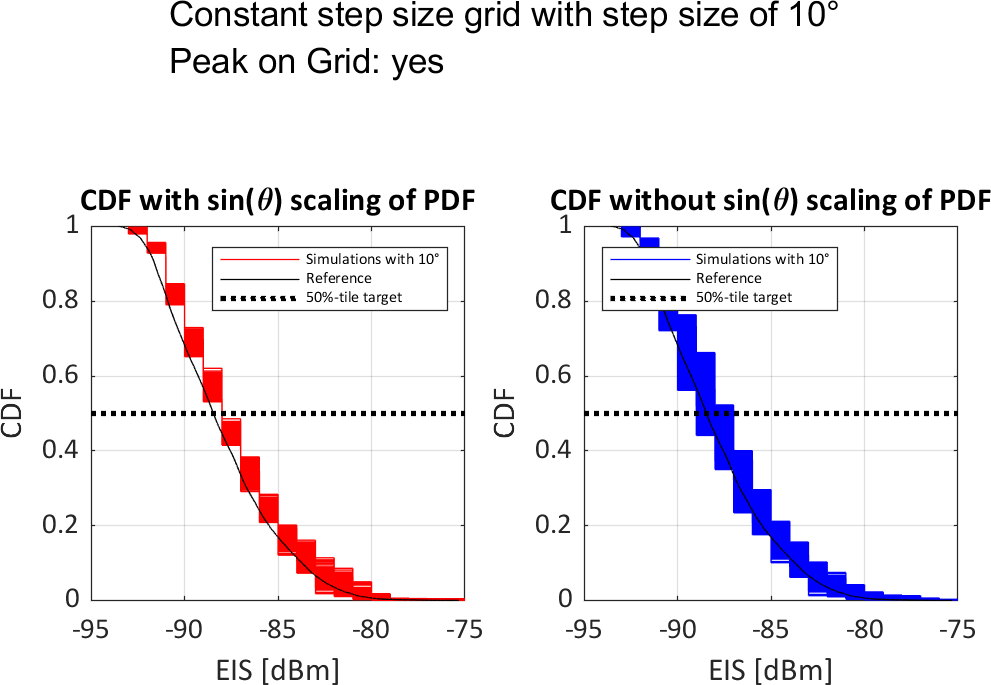 Constant step size grid with step size of 10°
Peak on Grid: yes
CDF with sin(θ) scaling of PDF
1
0.8
0.6
0.4
0.2
0
CDF
-95
-90
-85
-80
-75
EIS [dBm]
Simulations with 10°
Reference
50%-tile target
CDF without sin(θ) scaling of PDF
1
0.8
0.6
0.4
0.2
0
CDF
-95
-90
-85
-80
-75
EIS [dBm]
Simulations with 10°
Reference
50%-tile target